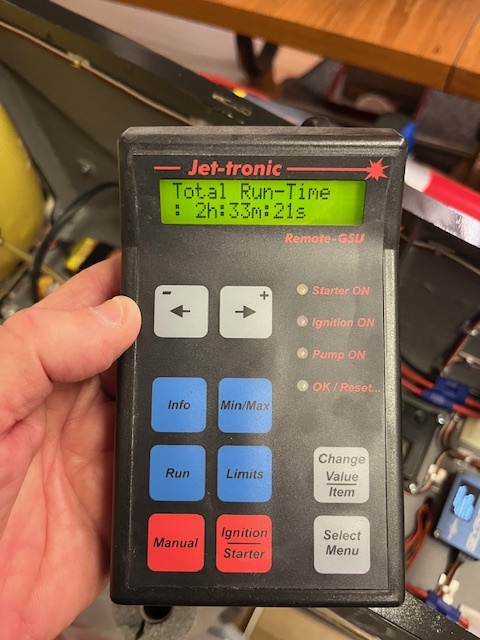 Jet-tronic
Total Run-Time
: 2h:33m:21s
Remote-GSU
- +
Starter ON
Ignition ON
Pump ON
OK / Reset...
Info
Min/Max
Run
Limits
Change
Value
Item
Manual
Ignition
Starter
Select
Menu